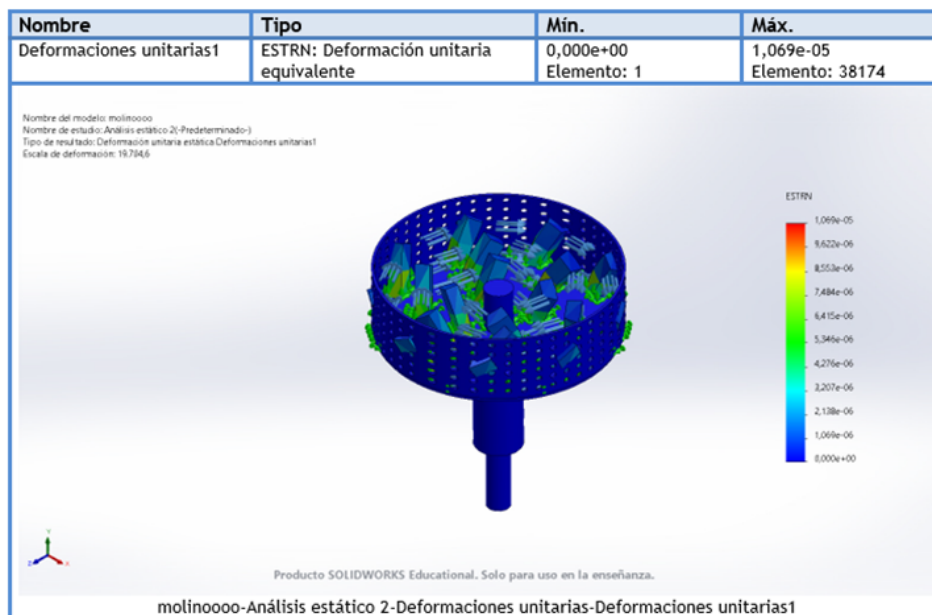 Nombre Tipo Mín. Máx.
Deformaciones unitarias1 ESTRN: Deformación unitaria equivalente 0,000e+00 Elemento: 1 1,069e-05 Elemento: 38174
Nombre del modelo: molinoooo
Nombre de estudio: Análisis estático 2(-Predeterminado-)
Tipo de resultado: Deformación unitaria estática Deformaciones unitarias1
Escala de deformación: 19.784,6
ESTRN
1,069e-05
9,622e-06
8,553e-06
7,484e-06
6,415e-06
5,346e-06
4,276e-06
3,207e-06
2,138e-06
1,069e-06
0,000e+00
Y
Z
X
Producto SOLIDWORKS Educational. Solo para uso en la enseñanza.
molinoooo-Análisis estático 2-Deformaciones unitarias-Deformaciones unitarias1